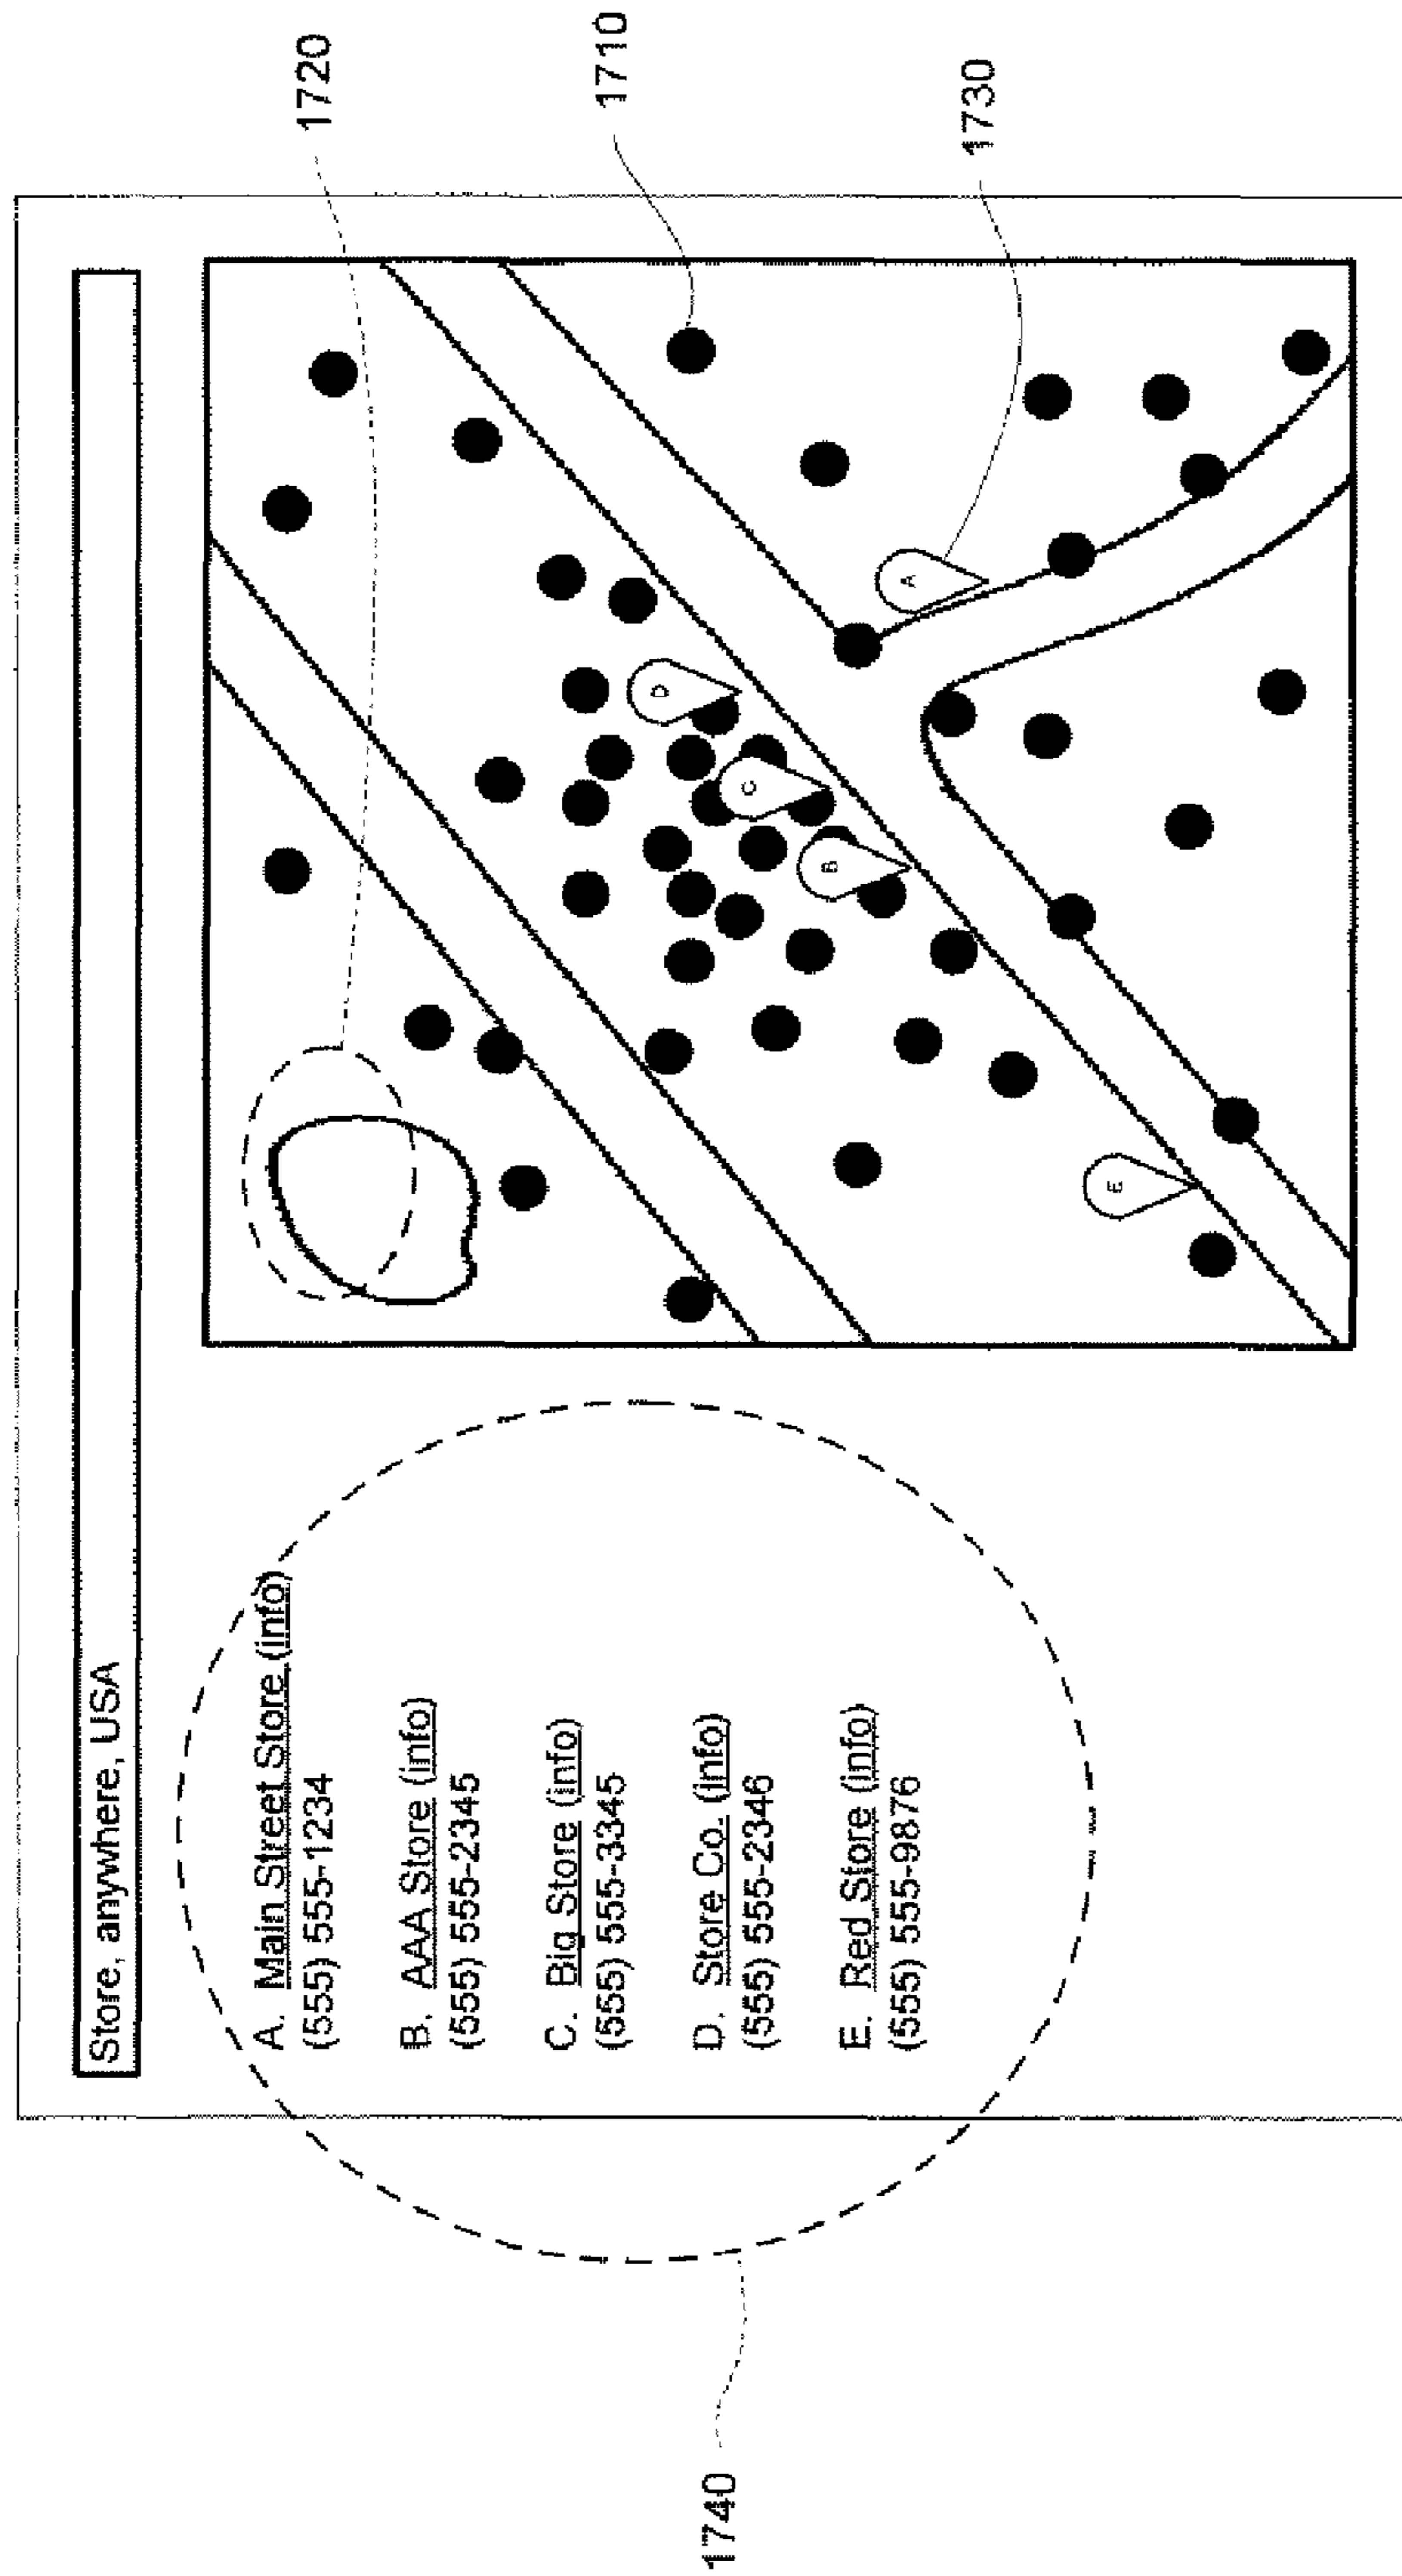 Store, anywhere, USA
A. Main Street Store (info)
(555) 555-1234
B. AAA Store (info)
(555) 555-2345
C. Big Store (info)
(555) 555-3345
D. Store Co. (info)
(555) 555-2346
E. Red Store (info)
(555) 555-9876
1740
1720
1710
1730
A
D
C
B
E